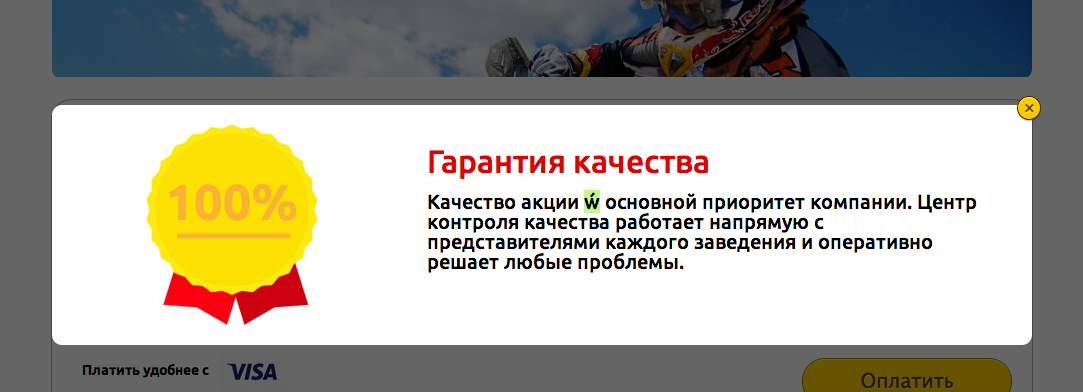 100%
Гарантия качества
Качество акции ẃ основной приоритет компании. Центр
контроля качества работает напрямую с
представителями каждого заведения и оперативно
решает любые проблемы.
Платить удобнее с VISA
Оплатить